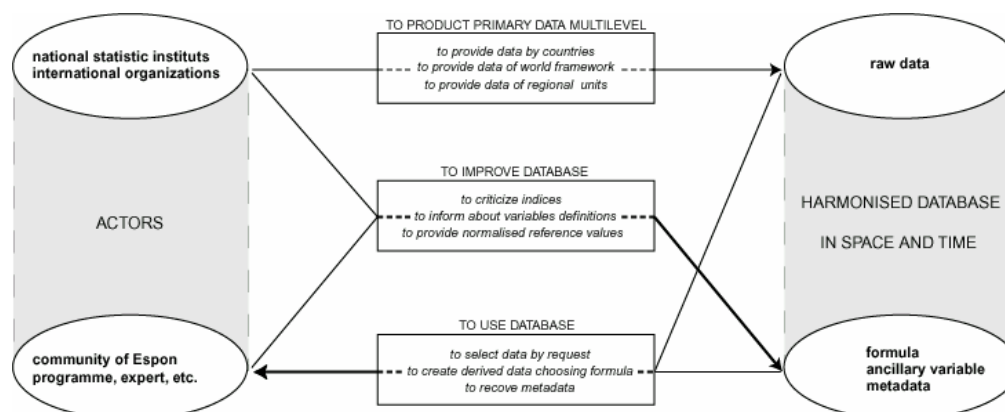 TO PRODUCT PRIMARY DATA MULTILEVEL
national statistic instituts
international organizations
to provide data by countries
to provide data of world framework
to provide data of regional units
raw data
TO IMPROVE DATABASE
to criticize indices
to inform about variables definitions
to provide normalised reference values
ACTORS
HARMONISED DATABASE
IN SPACE AND TIME
TO USE DATABASE
community of Espon
programme, expert, etc.
to select data by request
to create derived data choosing formula
to recove metadata
formula
ancillary variable
metadata